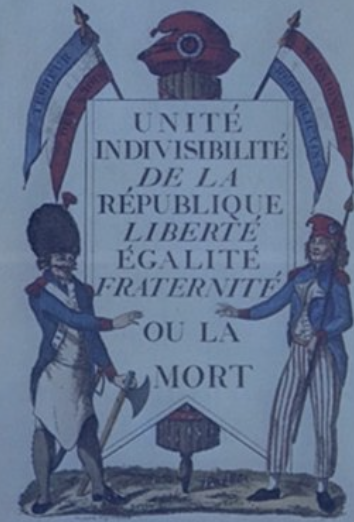 UNITÉ
INDIVISIBILITÉ
DE LA
RÉPUBLIQUE
LIBERTÉ
ÉGALITÉ
FRATERNITÉ
OU LA
MORT